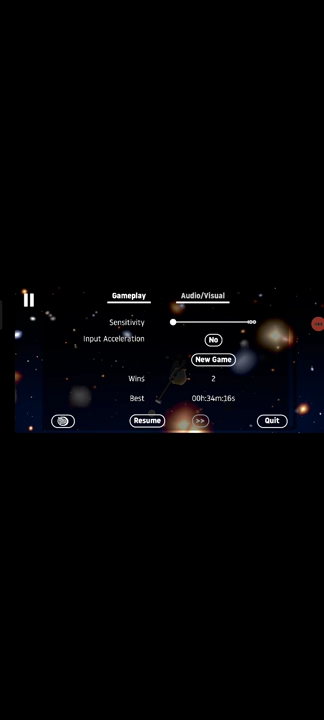 Gameplay Audio/Visual
Sensitivity
Input Acceleration No
New Game
Wins 2
Best 00h:34m:16s
Resume >> Quit